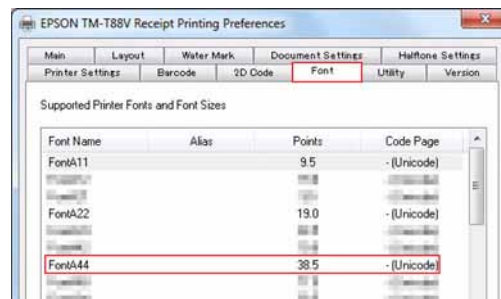 EPSON TM-T88V Receipt Printing Preferences
Main Layout Water Mark Document Settings Halftone Settings
Printer Settings Barcode 2D Code Font Utility Version
Supported Printer Fonts and Font Sizes
Font Name Alias Points Code Page
FontA11 9.5 - (Unicode)
FontA22 19.0 - (Unicode)
FontA44 38.5 - (Unicode)